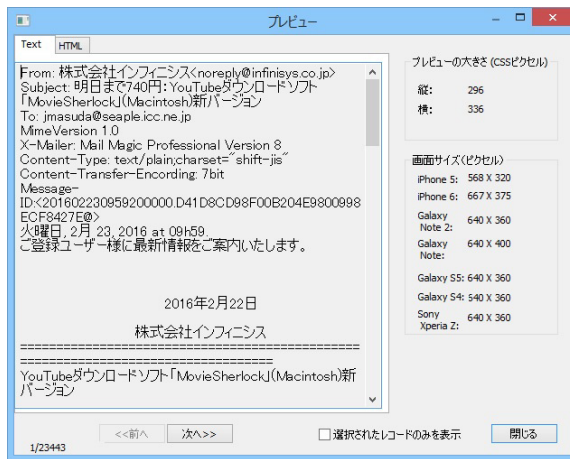 プレビュー
Text
HTML
From: 株式会社インフィニシス<noreply@infinisys.co.jp>
Subject: 明日まで740円：YouTubeダウンロードソフト
「MovieSherlock」(Macintosh)新バージョン
To: jmasuda@seaple.icc.ne.jp
MimeVersion 1.0
X-Mailer: Mail Magic Professional Version 8
Content-Type: text/plain;charset="shift-jis"
Content-Transfer-Encording: 7bit
Message-
ID:<201602230959200000.D41D8CD98F00B204E9800998
ECF8427E@>
火曜日, 2月 23, 2016 at 09h59.
ご登録ユーザー様に最新情報をご案内いたします。
2016年2月22日
株式会社インフィニシス
================================================
====================================
YouTubeダウンロードソフト「MovieSherlock」(Macintosh)新
バージョン
プレビューの大きさ (CSSピクセル)
縦: 296
横: 336
画面サイズ(ピクセル)
iPhone 5: 568 X 320
iPhone 6: 667 X 375
Galaxy Note 2: 640 X 360
Galaxy Note: 640 X 400
Galaxy S5: 640 X 360
Galaxy S4: 540 X 360
Sony Xperia Z: 640 X 360
<<前へ
次へ>>
選択されたレコードのみを表示
閉じる
1/23443